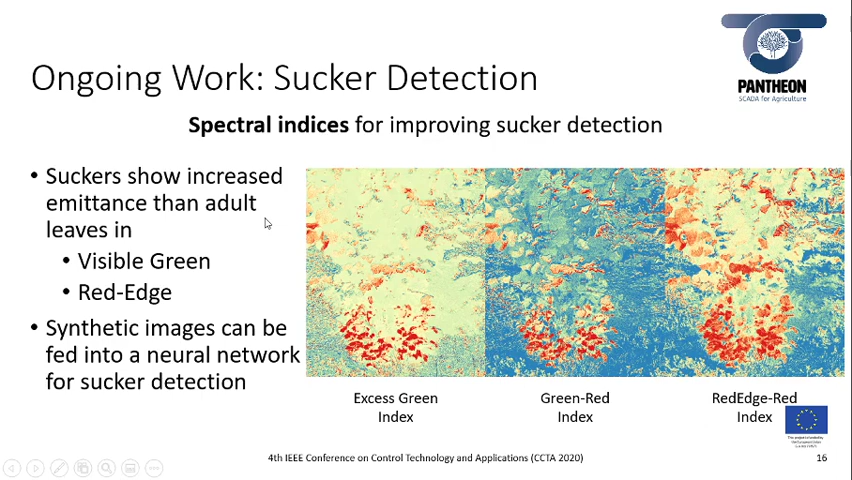 PANTHEON
SCADA for Agriculture
Ongoing Work: Sucker Detection
Spectral indices for improving sucker detection
• Suckers show increased
emittance than adult
leaves in
• Visible Green
• Red-Edge
• Synthetic images can be
fed into a neural network
for sucker detection
Excess Green
Index
Green-Red
Index
RedEdge-Red
Index
4th IEEE Conference on Control Technology and Applications (CCTA 2020)
16